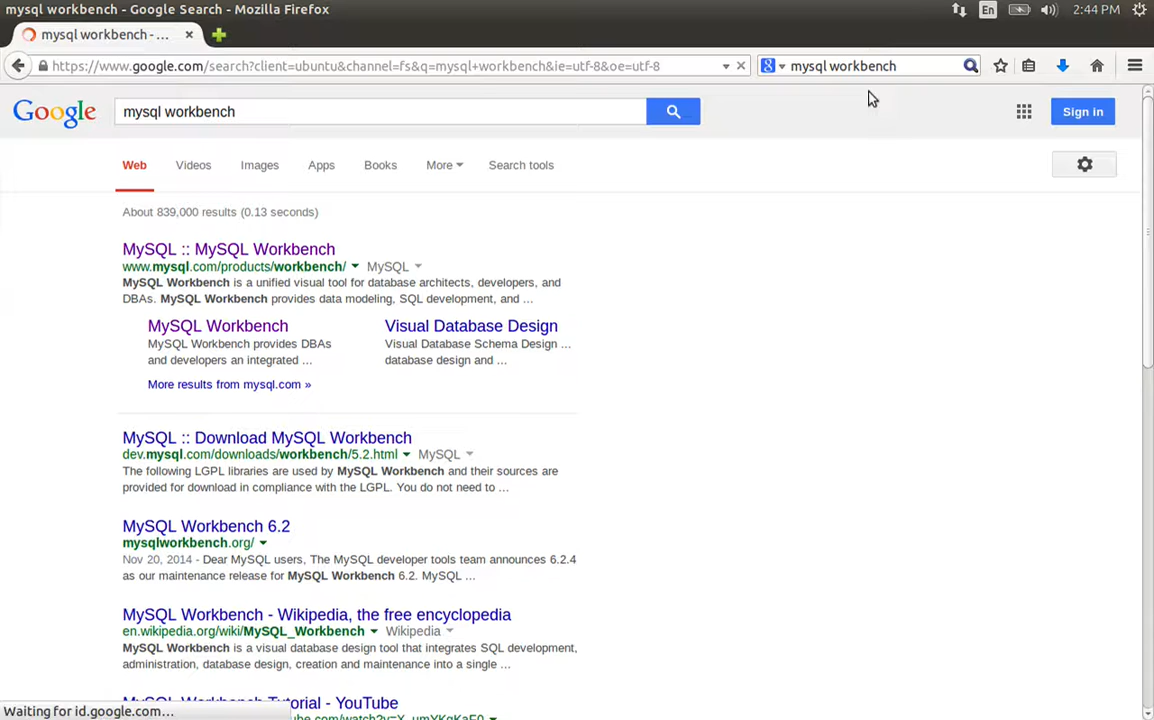 mysql workbench - Google Search - Mozilla Firefox
En
2:44 PM
mysql workbench - ...
https://www.google.com/search?client=ubuntu&channel=fs&q=mysql+workbench&ie=utf-8&oe=utf-8
mysql workbench
Google
mysql workbench
Sign in
Web Videos Images Apps Books More Search tools
About 839,000 results (0.13 seconds)
MySQL :: MySQL Workbench
www.mysql.com/products/workbench/ MySQL
MySQL Workbench is a unified visual tool for database architects, developers, and
DBAs. MySQL Workbench provides data modeling, SQL development, and ...
MySQL Workbench
MySQL Workbench provides DBAs
and developers an integrated ...
Visual Database Design
Visual Database Schema Design ...
database design and ...
More results from mysql.com »
MySQL :: Download MySQL Workbench
dev.mysql.com/downloads/workbench/5.2.html MySQL
The following LGPL libraries are used by MySQL Workbench and their sources are
provided for download in compliance with the LGPL. You do not need to ...
MySQL Workbench 6.2
mysqlworkbench.org/
Nov 20, 2014 - Dear MySQL users, The MySQL developer tools team announces 6.2.4
as our maintenance release for MySQL Workbench 6.2. MySQL ...
MySQL Workbench - Wikipedia, the free encyclopedia
en.wikipedia.org/wiki/MySQL_Workbench Wikipedia
MySQL Workbench is a visual database design tool that integrates SQL development,
administration, database design, creation and maintenance into a single ...
MySQL Workbench Tutorial - YouTube
Waiting for id.google.com...